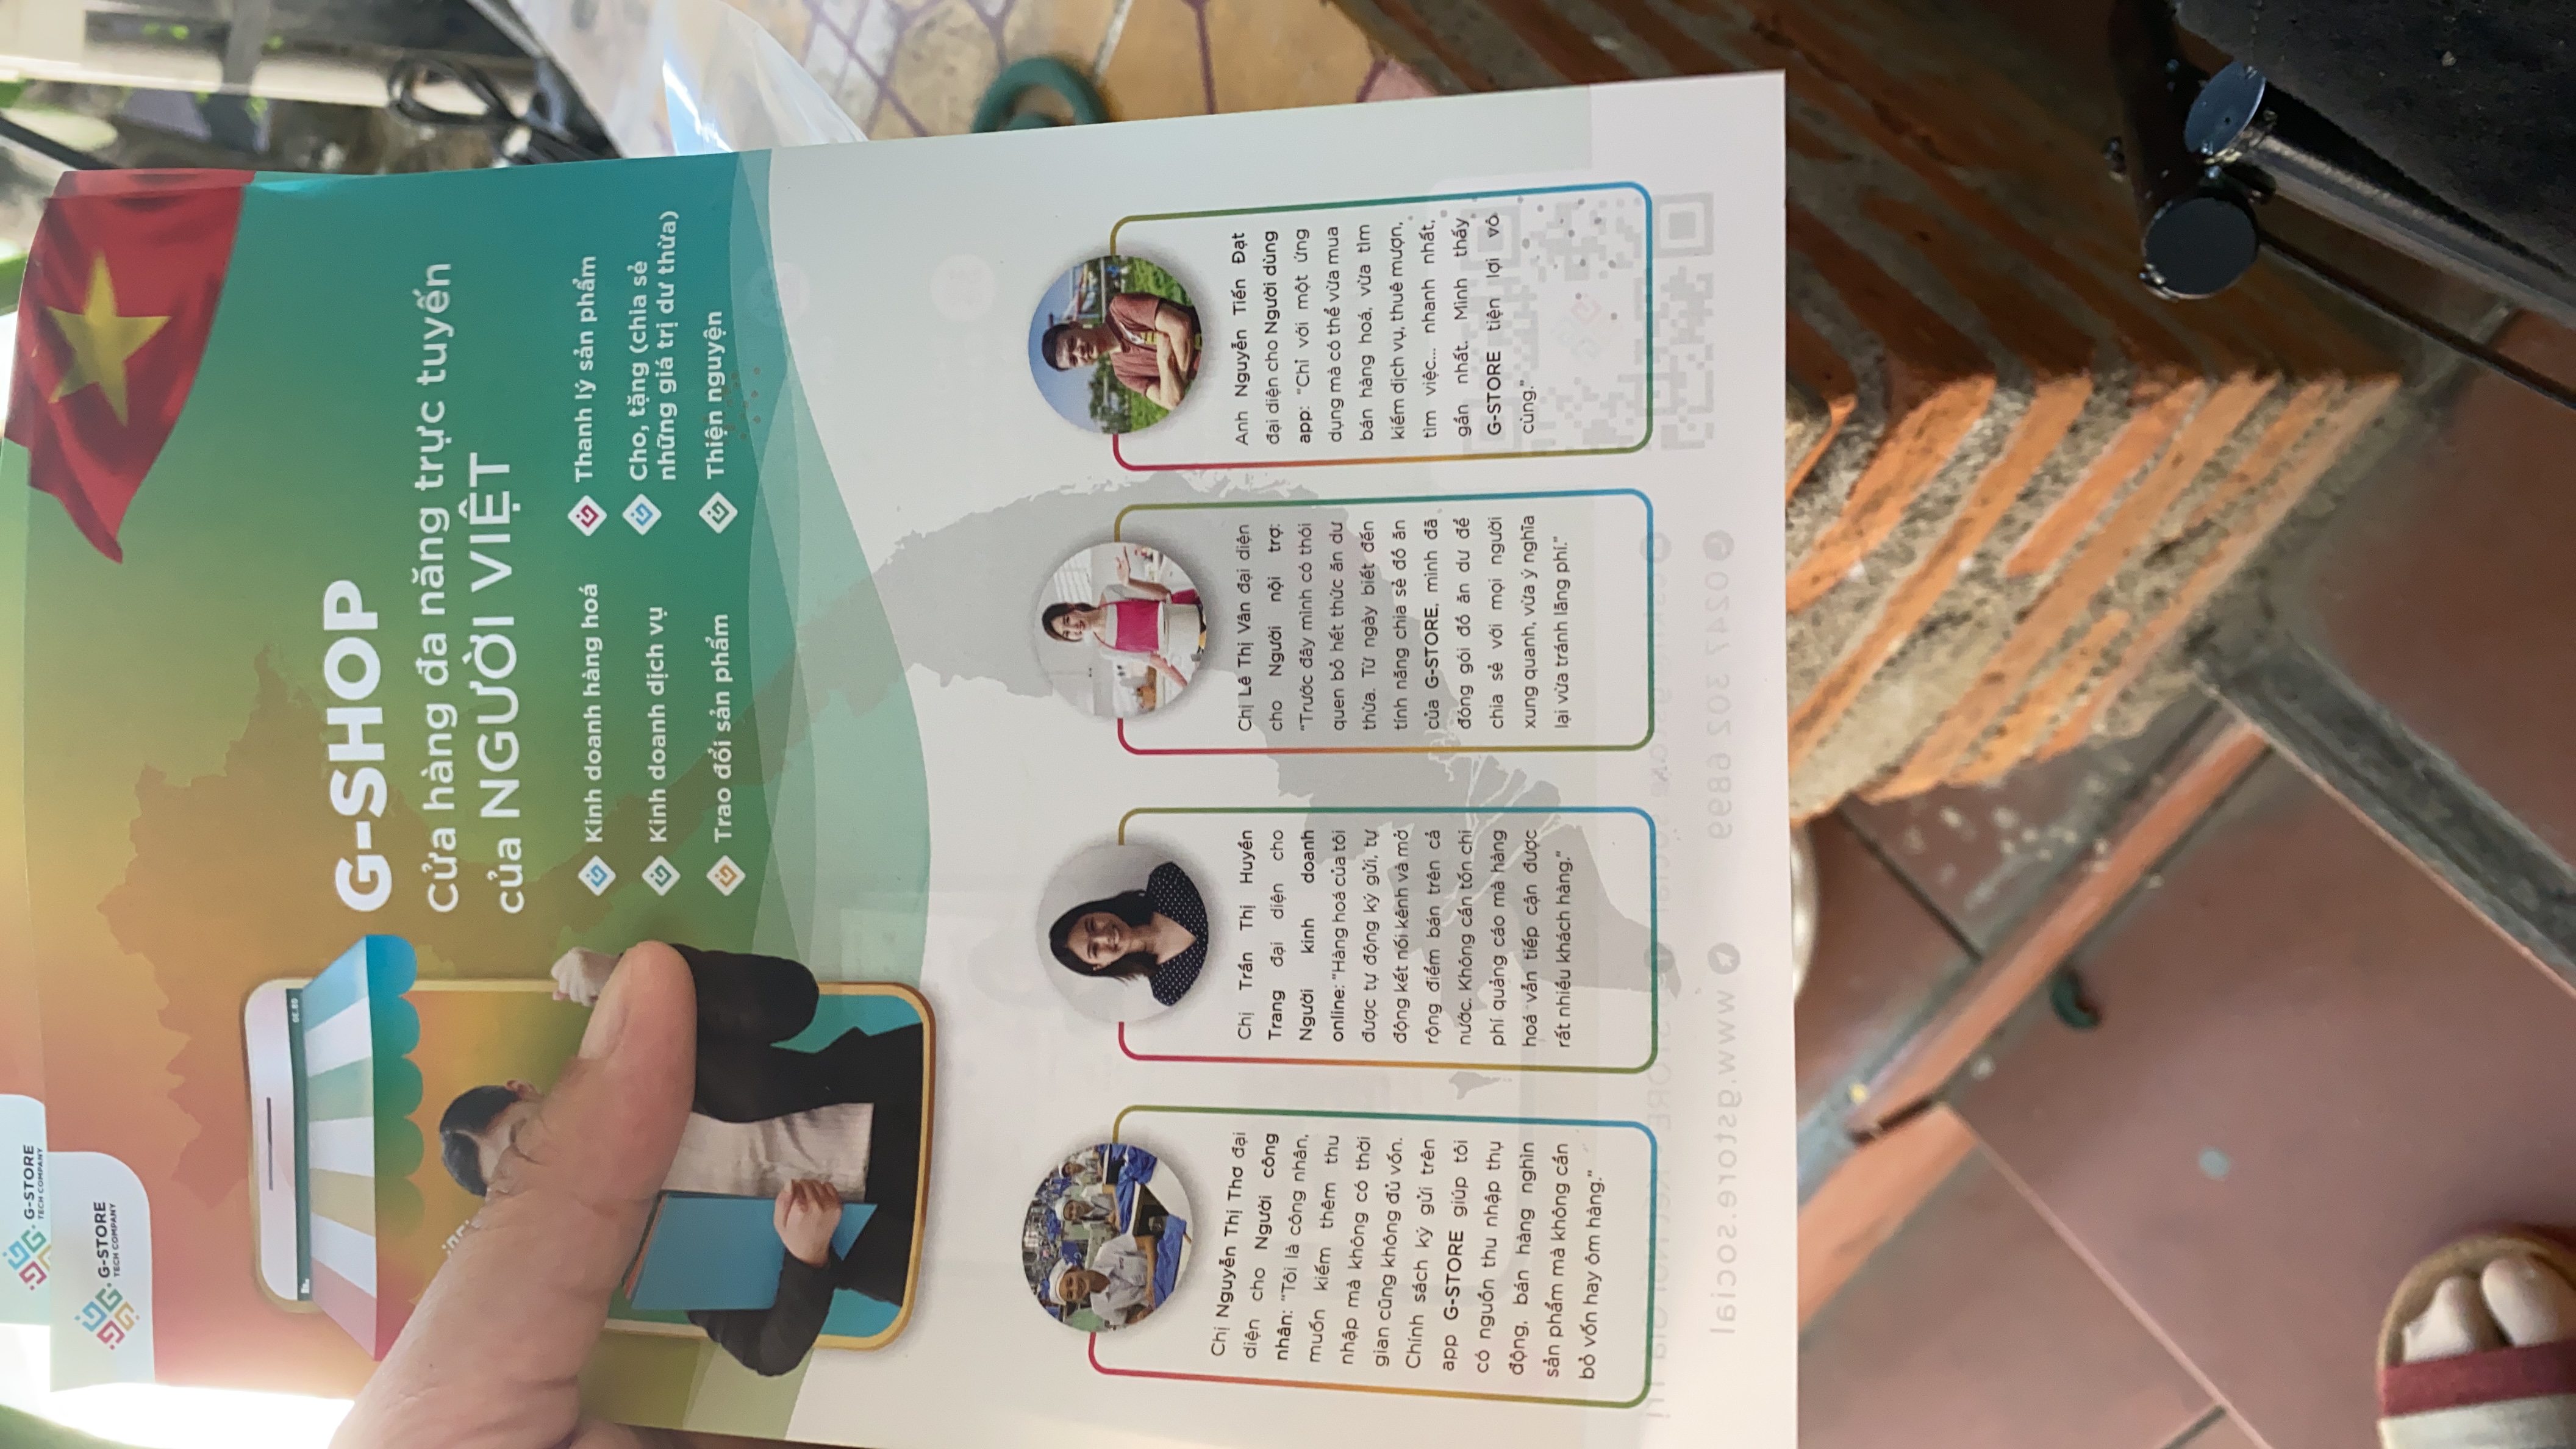 G-STORE
TECH COMPANY
G-STORE
TECH COMPANY
G-SHOP
Cửa hàng đa năng trực tuyến
của NGƯỜI VIỆT
Kinh doanh hàng hoá
Kinh doanh dịch vụ
Trao đổi sản phẩm
Thanh lý sản phẩm
Cho, tặng (chia sẻ
những giá trị dư thừa)
Thiện nguyện
Chị Nguyễn Thị Thơ đại
diện cho Người công
nhân: “Tôi là công nhân,
muốn kiếm thêm thu
nhập mà không có thời
gian cũng không đủ vốn.
Chính sách ký gửi trên
app G-STORE giúp tôi
có nguồn thu nhập thụ
động, bán hàng nghìn
sản phẩm mà không cần
bỏ vốn hay ôm hàng.”
Chị Trần Thị Huyền
Trang đại diện cho
Người kinh doanh
online: “Hàng hoá của tôi
được tự động ký gửi, tự
động kết nối kênh và mở
rộng điểm bán trên cả
nước. Không cần tốn chi
phí quảng cáo mà hàng
hoá vẫn tiếp cận được
rất nhiều khách hàng.”
Chị Lê Thị Vân đại diện
cho Người nội trợ:
“Trước đây mình có thói
quen bỏ hết thức ăn dư
thừa. Từ ngày biết đến
tính năng chia sẻ đồ ăn
của G-STORE, mình đã
đóng gói đồ ăn dư để
chia sẻ với mọi người
xung quanh, vừa ý nghĩa
lại vừa tránh lãng phí.”
Anh Nguyễn Tiến Đạt
đại diện cho Người dùng
app: “Chỉ với một ứng
dụng mà có thể vừa mua
bán hàng hoá, vừa tìm
kiếm dịch vụ, thuê mượn,
tìm việc... nhanh nhất,
gần nhất. Mình thấy
G-STORE tiện lợi vô
cùng.”
www.gstore.social
0247 302 6899